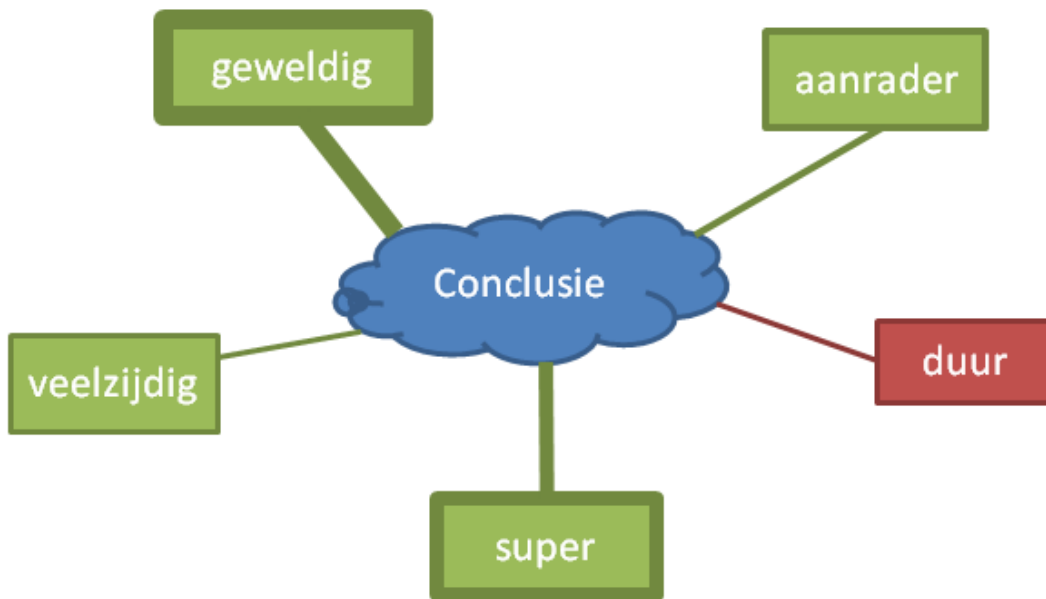 geweldig
aanrader
Conclusie
veelzijdig
duur
super